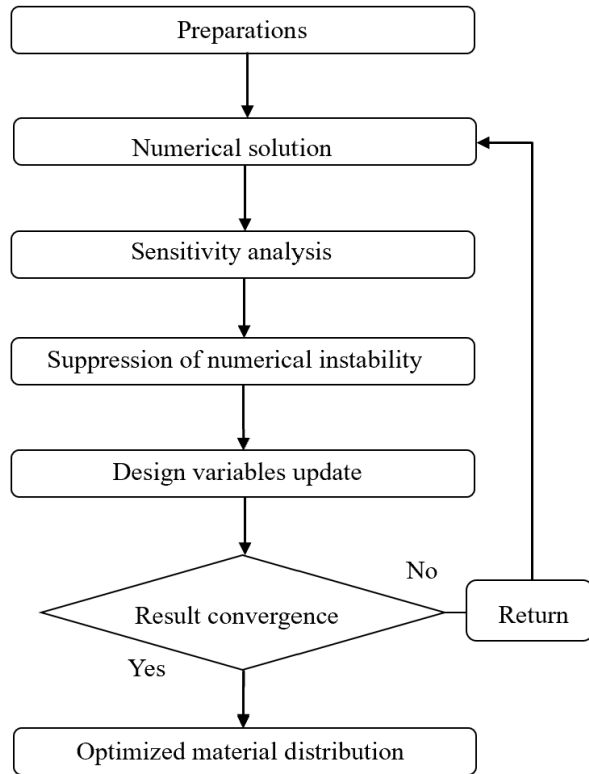 Preparations
Numerical solution
Sensitivity analysis
Suppression of numerical instability
Design variables update
No
Result convergence
Return
Yes
Optimized material distribution